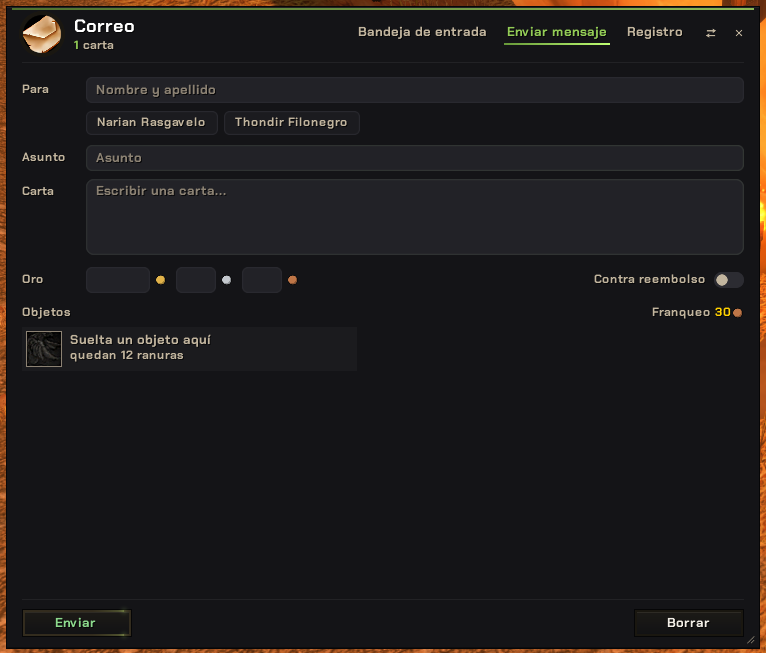 Correo
1 carta
Bandeja de entrada
Enviar mensaje
Registro
Para
Nombre y apellido
Narian Rasgavelo
Thondir Filonegro
Asunto
Asunto
Carta
Escribir una carta...
Oro
Contra reembolso
Objetos
Franqueo 30
Suelta un objeto aquí
quedan 12 ranuras
Enviar
Borrar